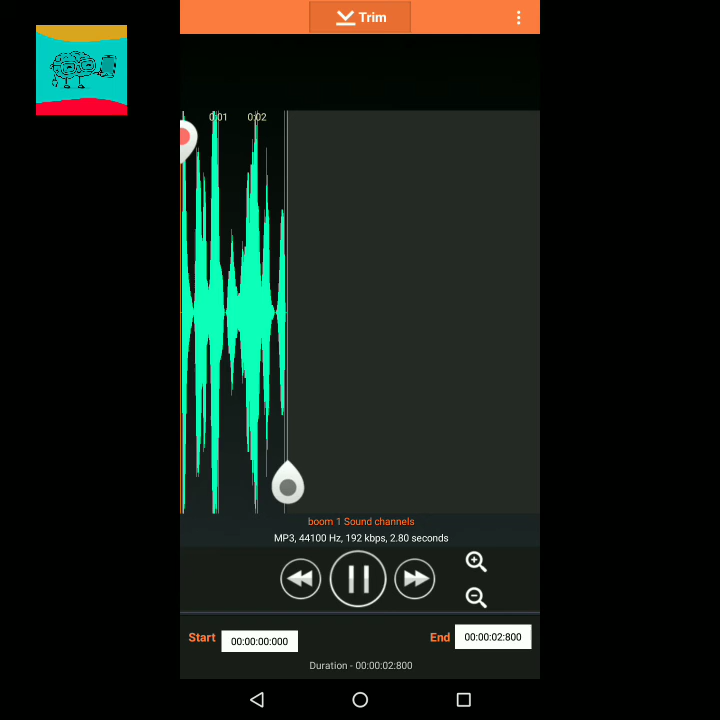 Trim
0:01 0:02
boom 1 Sound channels
MP3, 44100 Hz, 192 kbps, 2.80 seconds
Start 00:00:00:000 End 00:00:02:800
Duration - 00:00:02:800